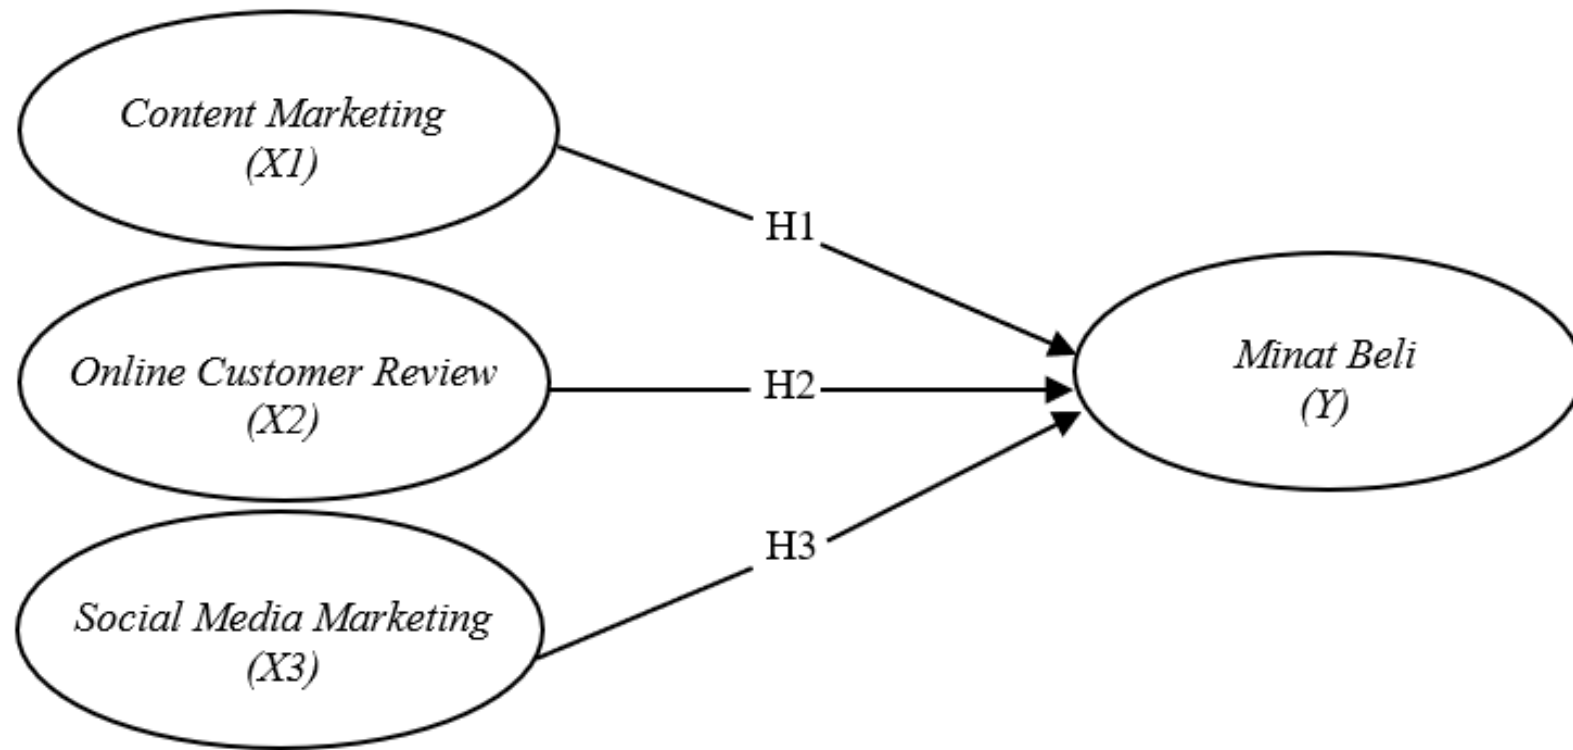 Content Marketing
(X1)
H1
Online Customer Review
(X2)
H2
Minat Beli
(Y)
Social Media Marketing
(X3)
H3